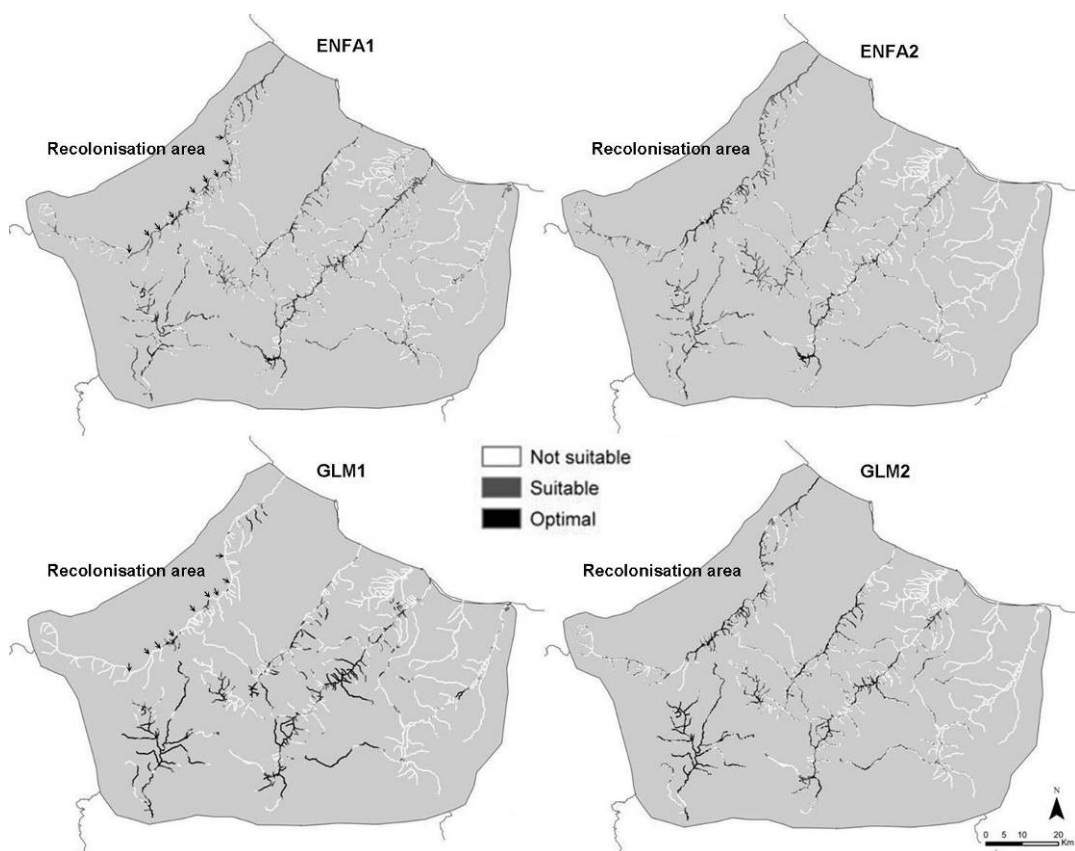 ENFA1
ENFA2
Recolonisation area
Recolonisation area
GLM1
GLM2
Not suitable
Suitable
Optimal
Recolonisation area
Recolonisation area
N
0 5 10 20
Km